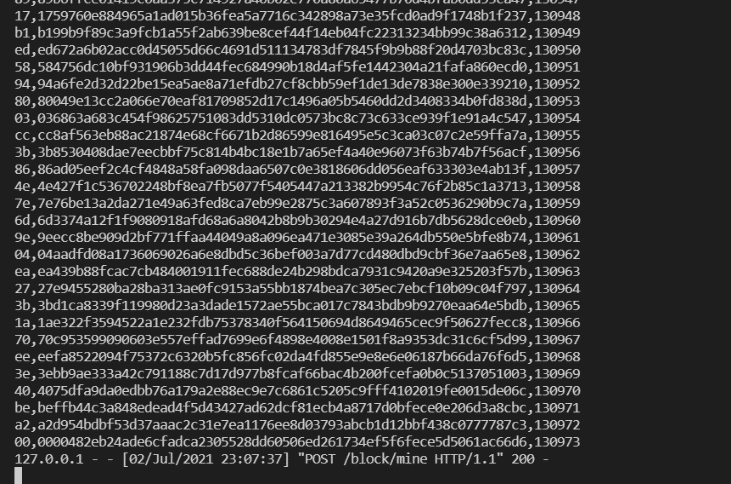 17,1759760e884965a1ad015b36fea5a7716c342898a73e35fcd0ad9f1748b1f237,130948
b1,b199b9f89c3a9fcb1a55f2ab639be8cef44f14eb04fc22313234bb99c38a6312,130949
ed,ed672a6b02acc0d45055d66c4691d511134783df7845f9b9b88f20d4703bc83c,130950
58,584756dc10bf931906b3dd44fec684990b18d4af5fe1442304a21fafa860ecd0,130951
94,94a6fe2d32d22be15ea5ae8a71efdb27cf8cbb59ef1de13de7838e300e339210,130952
80,80049e13cc2a066e70eaf81709852d17c1496a05b5460dd2d3408334b0fd838d,130953
03,036863a683c454f98625751083dd5310dc0573bc8c73c633ce939f1e91a4c547,130954
cc,cc8af563eb88ac21874e68cf6671b2d86599e816495e5c3ca03c07c2e59ffa7a,130955
3b,3b8530408dae7eecbbf75c814b4bc18e1b7a65ef4a40e96073f63b74b7f56acf,130956
86,86ad05eef2c4cf4848a58fa098daa6507c0e3818606dd056eaf633303e4ab13f,130957
4e,4e427f1c536702248bf8ea7fb5077f5405447a213382b9954c76f2b85c1a3713,130958
7e,7e76be13a2da271e49a63fed8ca7eb99e2875c3a607893f3a52c0536290b9c7a,130959
6d,6d3374a12f1f9080918afd68a6a8042b8b9b30294e4a27d916b7db5628dce0eb,130960
9e,9eecc8be909d2bf771ffaa44049a8a096ea471e3085e39a264db550e5bfe8b74,130961
04,04aadfd08a1736069026a6e8dbd5c36bef003a7d77cd480dbd9cbf36e7aa65e8,130962
ea,ea439b88fcac7cb484001911fec688de24b298bdca7931c9420a9e325203f57b,130963
27,27e9455280ba28ba313ae0fc9153a55bb1874bea7c305ec7ebcf10b09c04f797,130964
3b,3bd1ca8339f119980d23a3dade1572ae55bca017c7843bdb9b9270eaa64e5bdb,130965
1a,1ae322f3594522a1e232fdb75378340f564150694d8649465cec9f50627fecc8,130966
70,70c953599090603e557effad7699e6f4898e4008e1501f8a9353dc31c6cf5d99,130967
ee,eefa8522094f75372c6320b5fc856fc02da4fd855e9e8e6e06187b66da76f6d5,130968
3e,3ebb9ae333a42c791188c7d17d977b8fcaf66bac4b200fcefa0b0c5137051003,130969
40,4075dfa9da0edbb76a179a2e88ec9e7c6861c5205c9fff4102019fe0015de06c,130970
be,beffb44c3a848edead4f5d43427ad62dcf81ecb4a8717d0bfece0e206d3a8cbc,130971
a2,a2d954bdbf53d37aaac2c31e7ea1176ee8d03793abcb1d12bbf438c0777787c3,130972
00,0000482eb24ade6cfadca2305528dd60506ed261734ef5f6fece5d5061ac66d6,130973
127.0.0.1 - - [02/Jul/2021 23:07:37] "POST /block/mine HTTP/1.1" 200 -